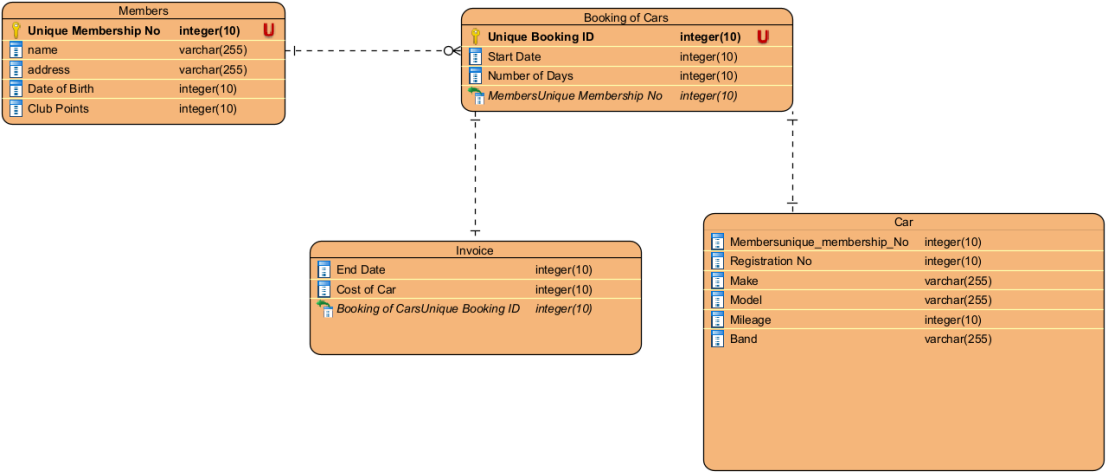 Members
Unique Membership No integer(10) U
name varchar(255)
address varchar(255)
Date of Birth integer(10)
Club Points integer(10)
Booking of Cars
Unique Booking ID integer(10) U
Start Date integer(10)
Number of Days integer(10)
MembersUnique Membership No integer(10)
Invoice
End Date integer(10)
Cost of Car integer(10)
Booking of CarsUnique Booking ID integer(10)
Car
Membersunique_membership_No integer(10)
Registration No integer(10)
Make varchar(255)
Model varchar(255)
Mileage integer(10)
Band varchar(255)